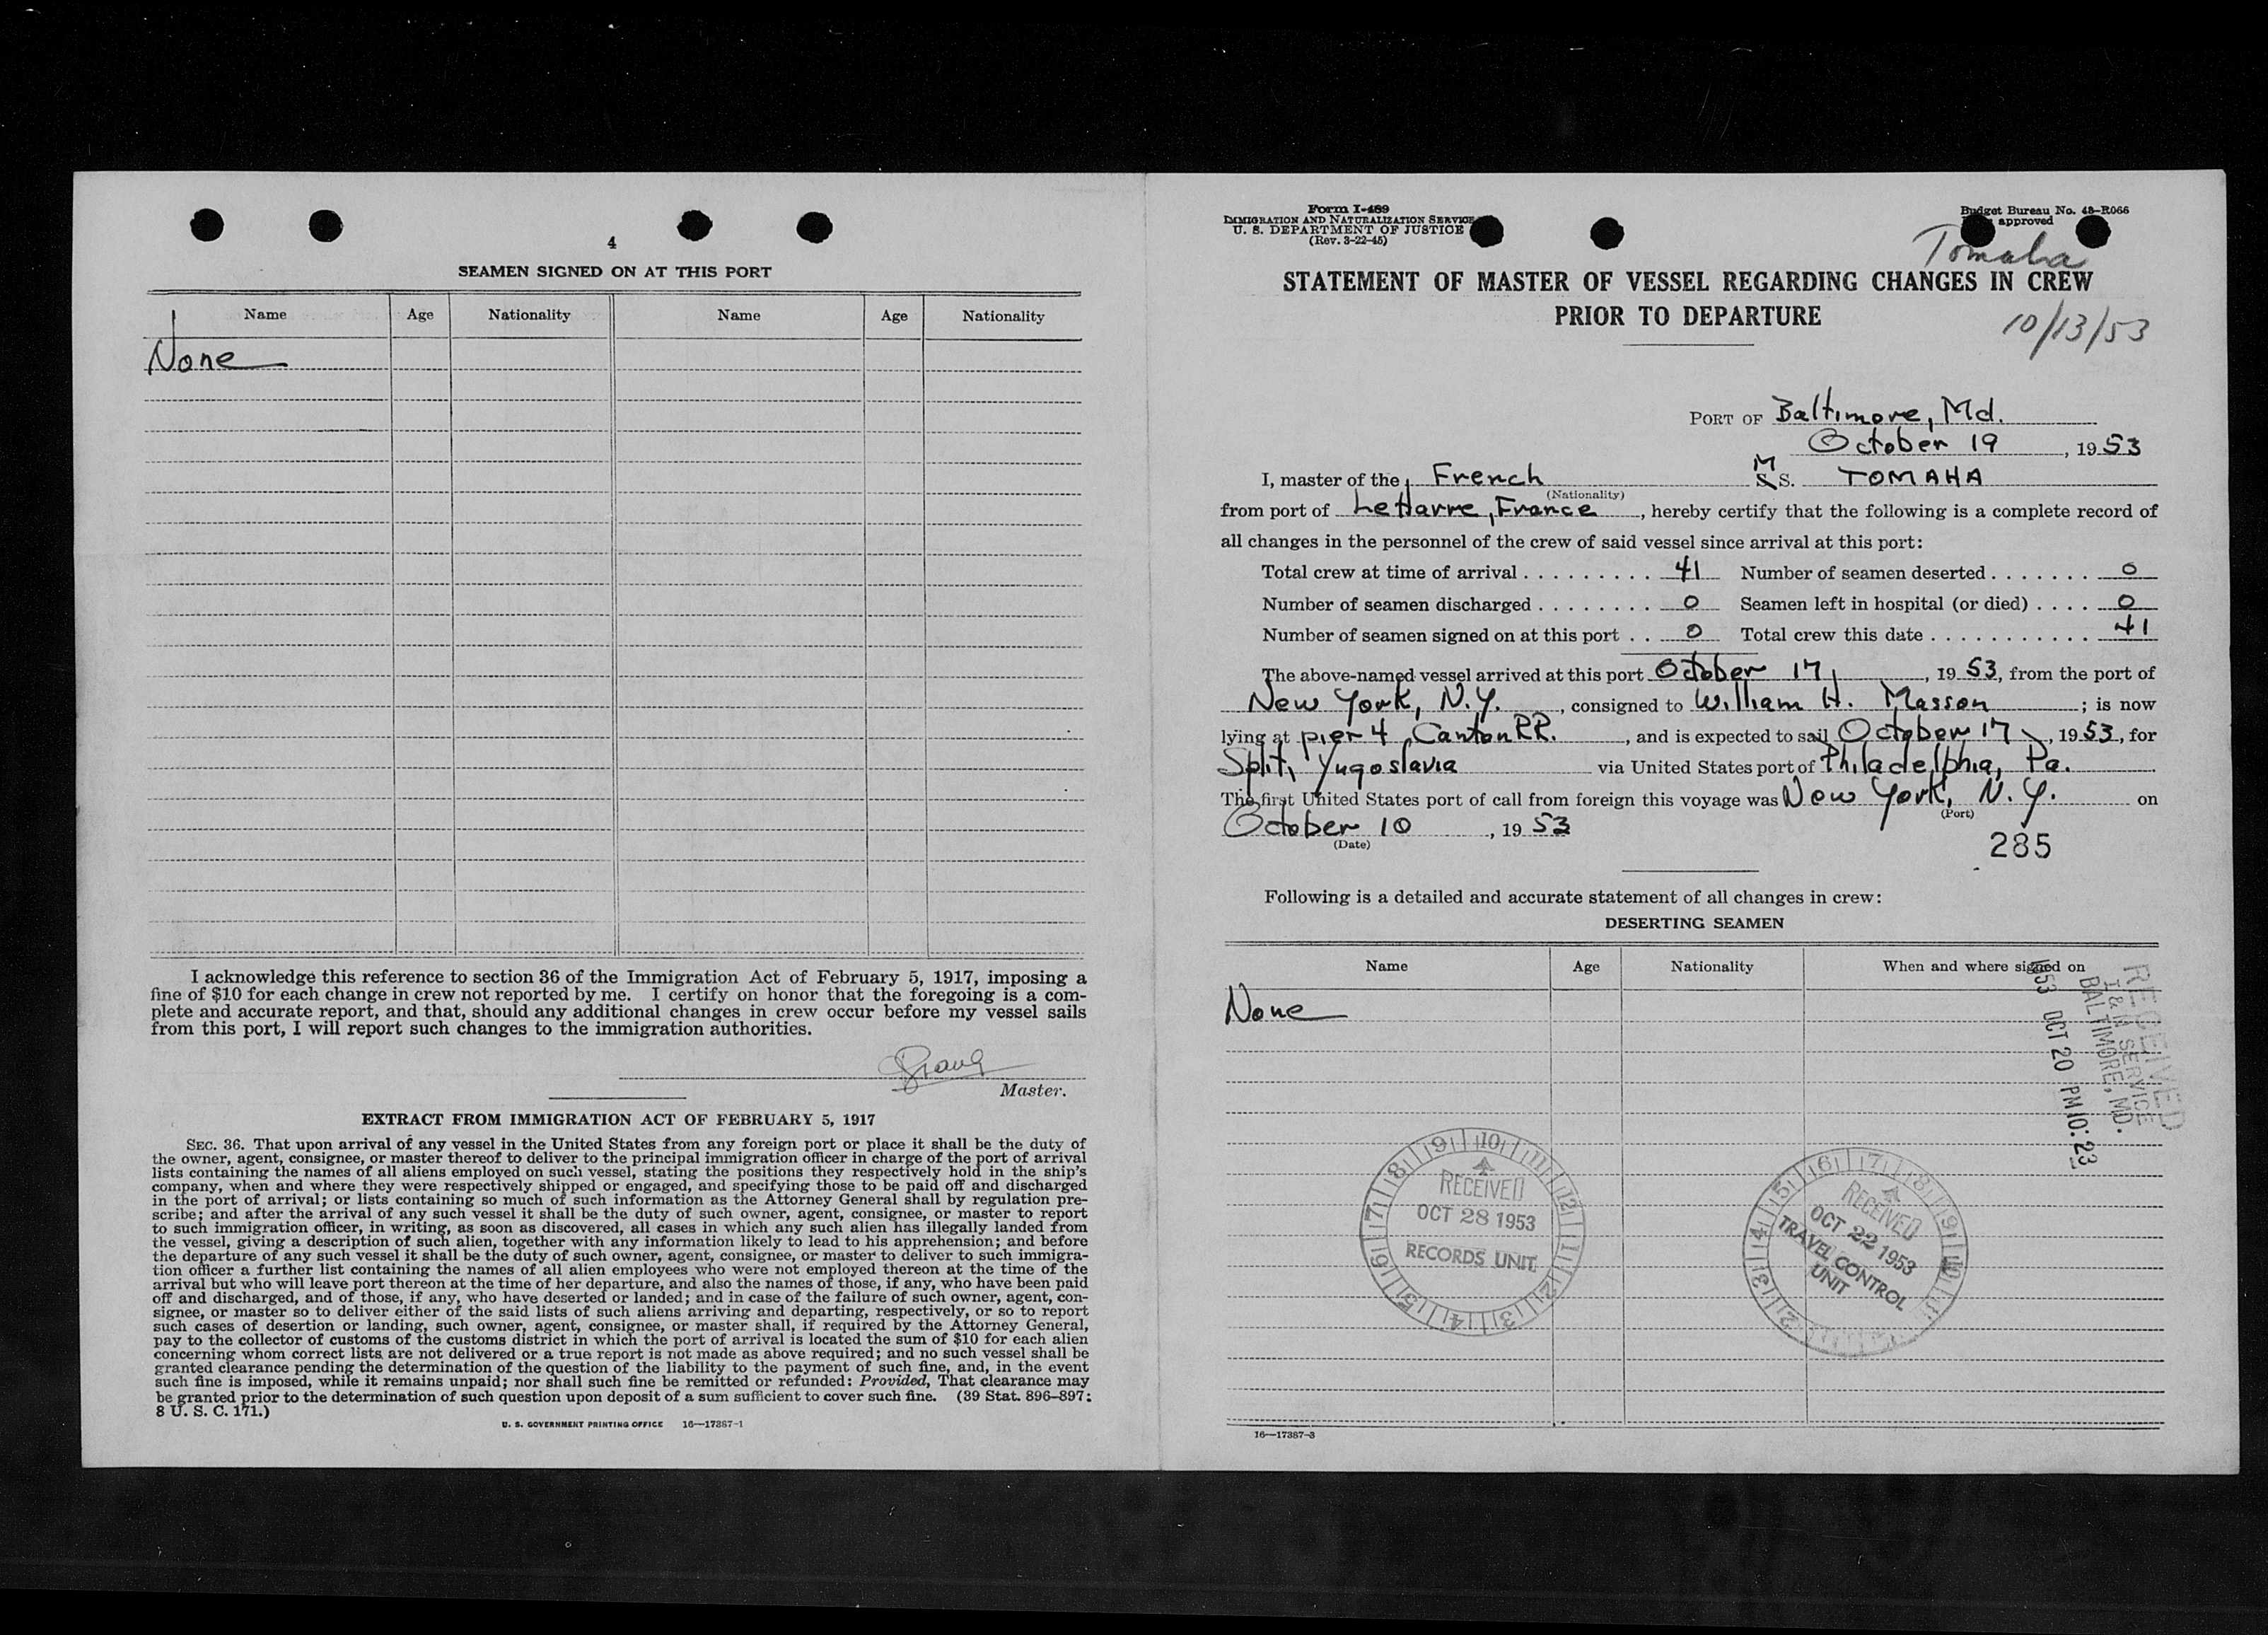 4
SEAMEN SIGNED ON AT THIS PORT
Name Age Nationality Name Age Nationality
None
I acknowledge this reference to section 36 of the Immigration Act of February 5, 1917, imposing a
fine of $10 for each change in crew not reported by me. I certify on honor that the foregoing is a com-
plete and accurate report, and that, should any additional changes in crew occur before my vessel sails
from this port, I will report such changes to the immigration authorities.
Master.
EXTRACT FROM IMMIGRATION ACT OF FEBRUARY 5, 1917
SEC. 36. That upon arrival of any vessel in the United States from any foreign port or place it shall be the duty of
the owner, agent, consignee, or master thereof to deliver to the principal immigration officer in charge of the port of arrival
lists containing the names of all aliens employed on such vessel, stating the positions they respectively hold in the ship's
company, when and where they were respectively shipped or engaged, and specifying those to be paid off and discharged
in the port of arrival; or lists containing so much of such information as the Attorney General shall by regulation pre-
scribe; and after the arrival of any such vessel it shall be the duty of such owner, agent, consignee, or master to report
to such immigration officer, in writing, as soon as discovered, all cases in which any such alien has illegally landed from
the vessel, giving a description of such alien, together with any information likely to lead to his apprehension; and before
the departure of any such vessel it shall be the duty of such owner, agent, consignee, or master to deliver to such immigra-
tion officer a further list containing the names of all alien employees who were not employed thereon at the time of the
arrival but who will leave port thereon at the time of her departure, and also the names of those, if any, who have been paid
off and discharged, and of those, if any, who have deserted or landed; and in case of the failure of such owner, agent, con-
signee, or master so to deliver either of the said lists of such aliens arriving and departing, respectively, or so to report
such cases of desertion or landing, such owner, agent, consignee, or master shall, if required by the Attorney General,
pay to the collector of customs of the customs district in which the port of arrival is located the sum of $10 for each alien
concerning whom correct lists are not delivered or a true report is not made as above required; and no such vessel shall be
granted clearance pending the determination of the question of the liability to the payment of such fine, and, in the event
such fine is imposed, while it remains unpaid; nor shall such fine be remitted or refunded: Provided, That clearance may
be granted prior to the determination of such question upon deposit of a sum sufficient to cover such fine. (39 Stat. 896-897;
8 U. S. C. 171.)
U. S. GOVERNMENT PRINTING OFFICE 16—17387-1
Form I-489
IMMIGRATION AND NATURALIZATION SERVICE
U. S. DEPARTMENT OF JUSTICE
(Rev. 3-22-45)
Budget Bureau No. 43-R066
approved
Tomaha
STATEMENT OF MASTER OF VESSEL REGARDING CHANGES IN CREW
PRIOR TO DEPARTURE
10/13/53
PORT OF Baltimore, Md.
October 19, 1953
I, master of the French M S. TOMAHA
(Nationality)
from port of LeHavre, France, hereby certify that the following is a complete record of
all changes in the personnel of the crew of said vessel since arrival at this port:
Total crew at time of arrival . . . . . . . . . 41 Number of seamen deserted . . . . . . . 0
Number of seamen discharged . . . . . . . . 0 Seamen left in hospital (or died) . . . . 0
Number of seamen signed on at this port . . 0 Total crew this date . . . . . . . . . . . . 41
The above-named vessel arrived at this port October 17, 1953, from the port of
New York, N.Y., consigned to William H. Masson; is now
lying at pier 4, Canton RR., and is expected to sail October 17, 1953, for
Split, Yugoslavia via United States port of Philadelphia, Pa.
The first United States port of call from foreign this voyage was New York, N.Y. on
(Port)
October 10, 1953
(Date)
285
Following is a detailed and accurate statement of all changes in crew:
DESERTING SEAMEN
Name Age Nationality When and where signed on
None
RECEIVED
I & N SERVICE
BALTIMORE, MD.
1953 OCT 20 PM 10:23
RECEIVED
OCT 28 1953
RECORDS UNIT
RECEIVED
OCT 22 1953
TRAVEL CONTROL
UNIT
16—17387-3